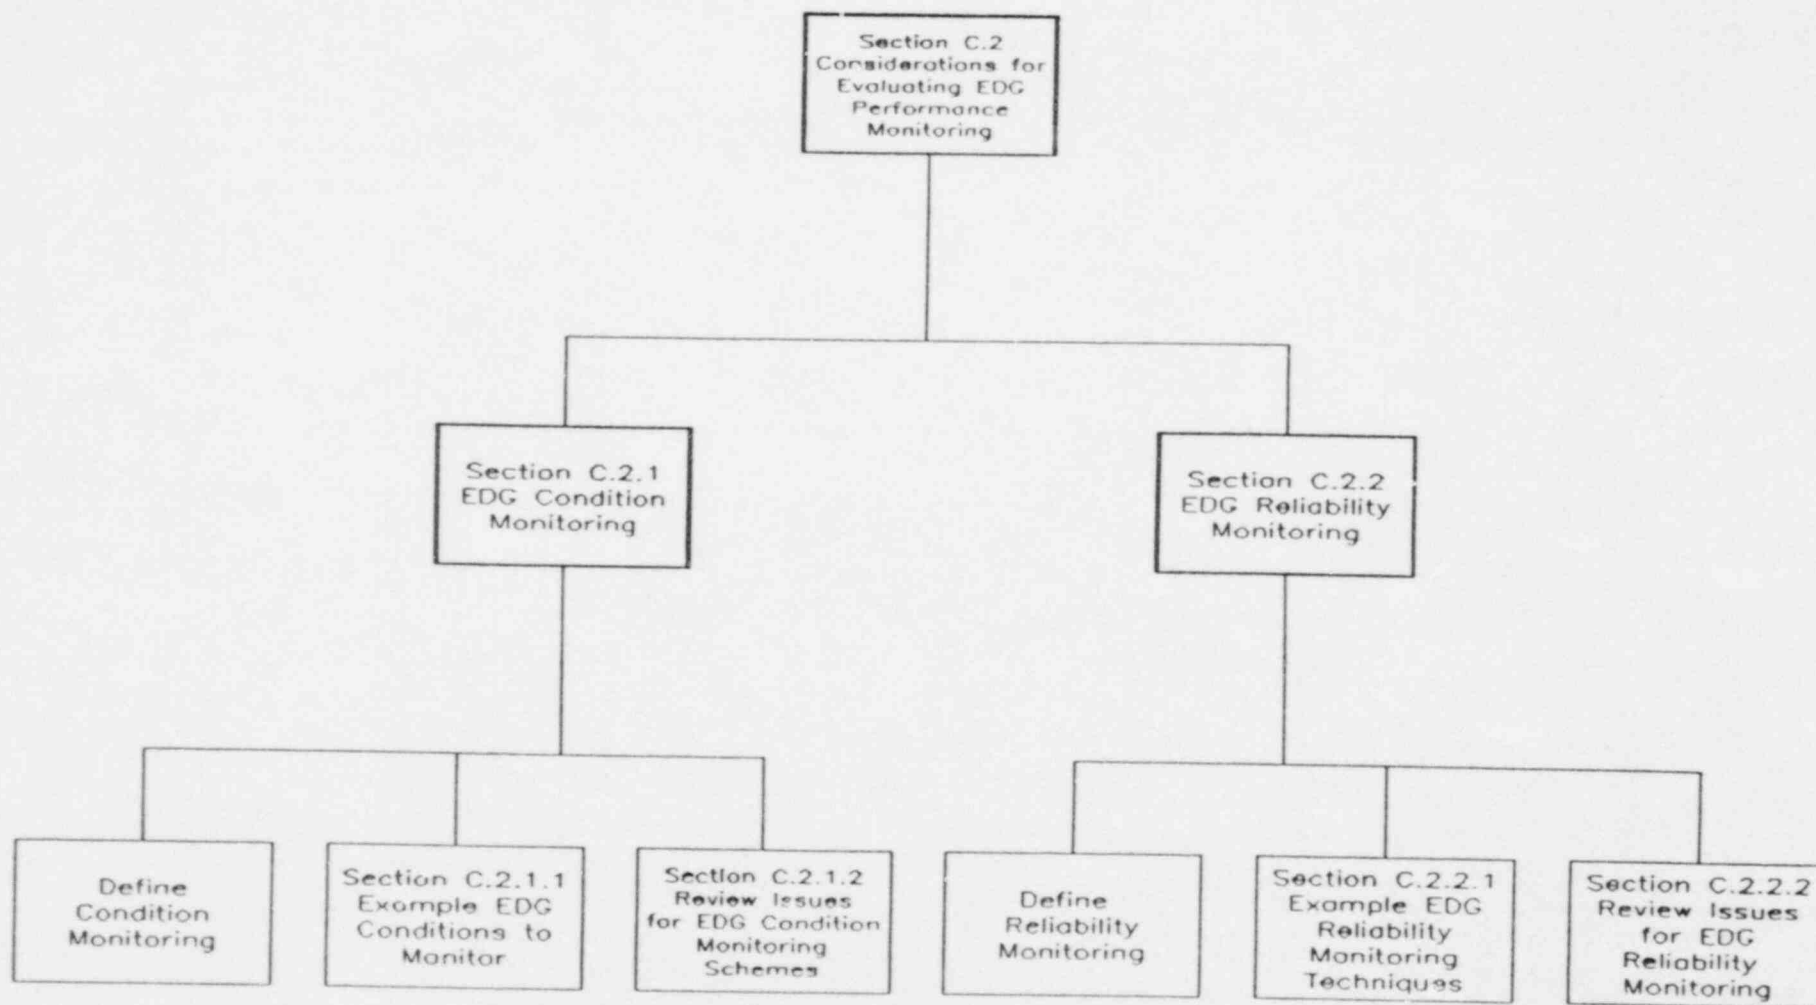 Section C.2
Considerations for
Evaluating EDG
Performance
Monitoring
Section C.2.1
EDG Condition
Monitoring
Section C.2.2
EDG Reliability
Monitoring
Define
Condition
Monitoring
Section C.2.1.1
Example EDG
Conditions to
Monitor
Section C.2.1.2
Review Issues
for EDG Condition
Monitoring
Schemes
Define
Reliability
Monitoring
Section C.2.2.1
Example EDG
Reliability
Monitoring
Techniques
Section C.2.2.2
Review Issues
for EDG
Reliability
Monitoring